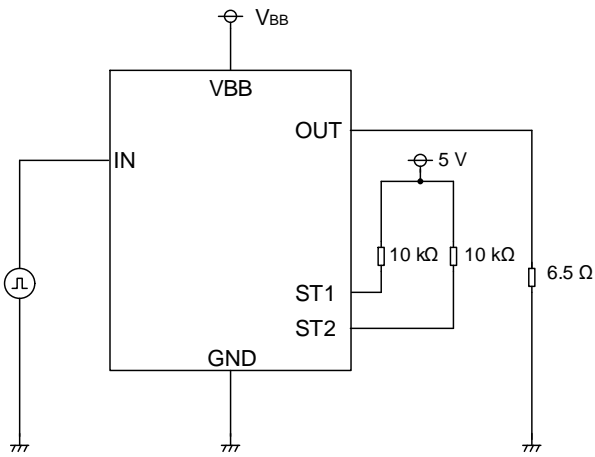 VBB
VBB
OUT
IN
5 V
10 kΩ
10 kΩ
6.5 Ω
ST1
ST2
GND